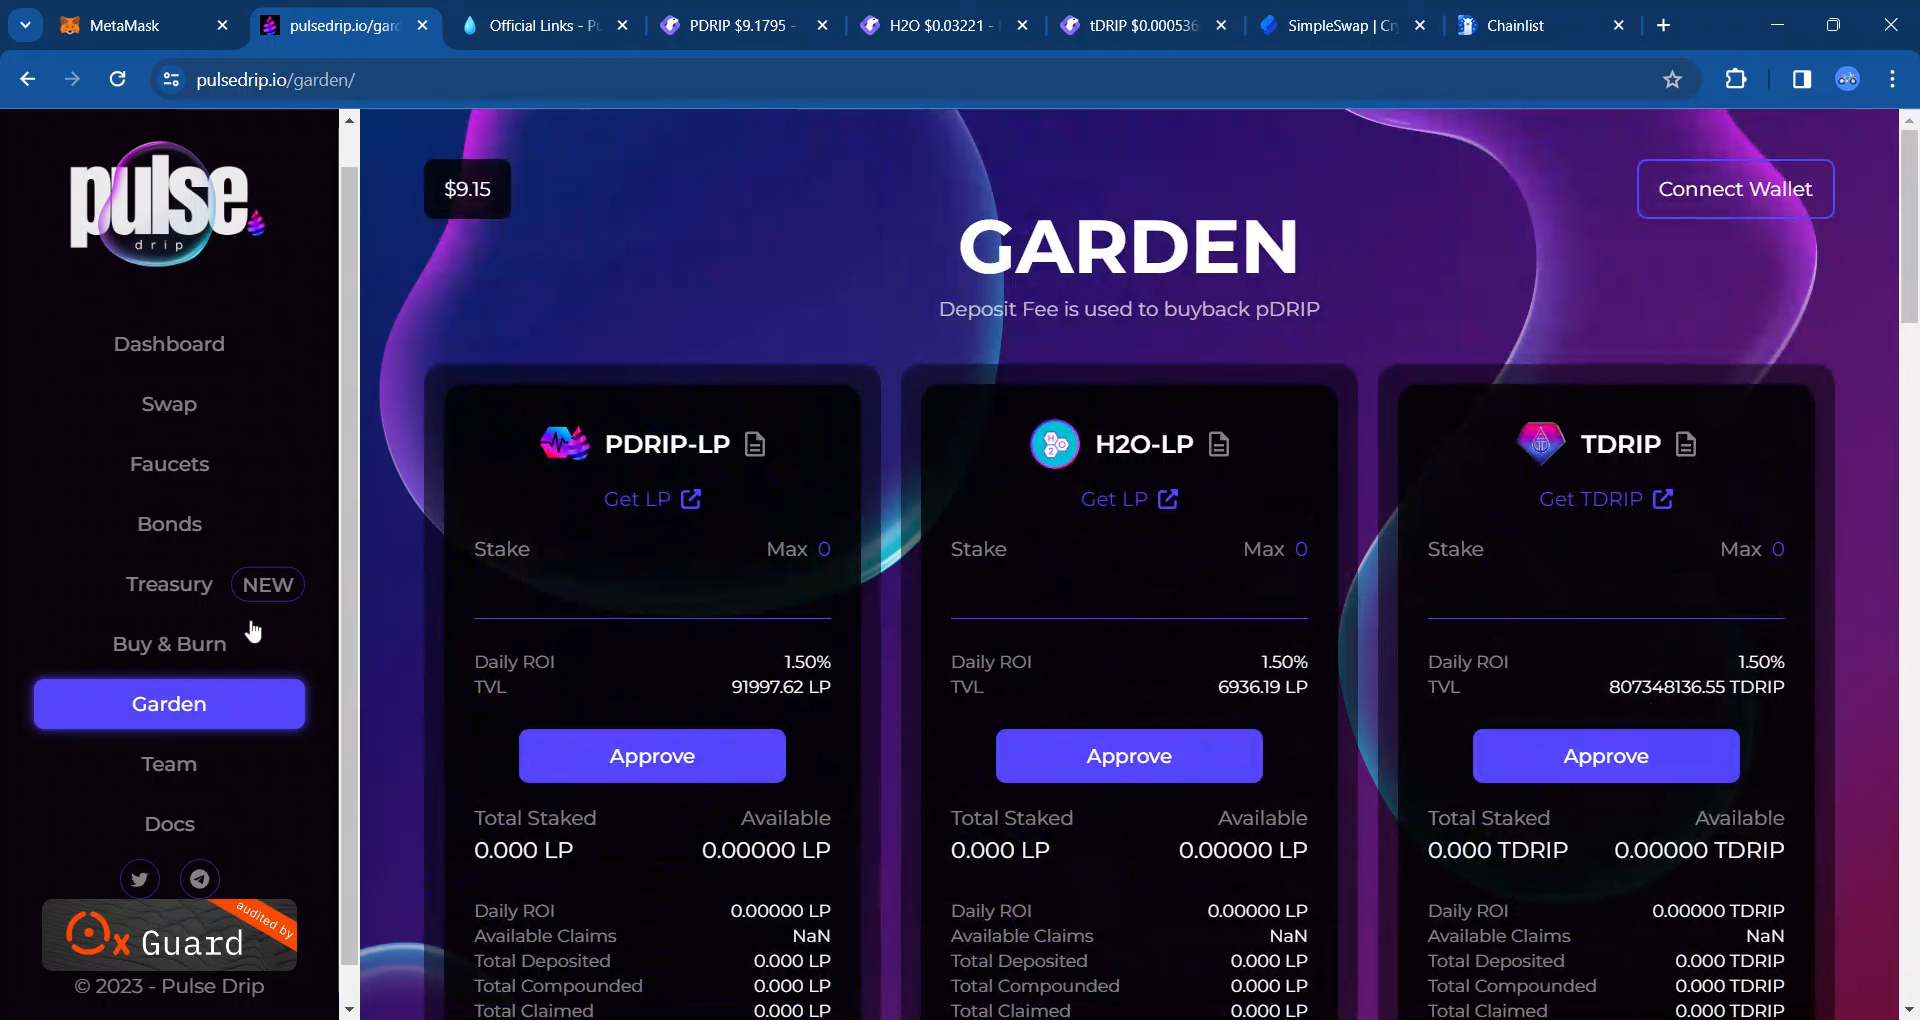 MetaMask
pulsedrip.io/gard
Official Links - Pu
PDRIP $9.1795 -
H2O $0.03221 -
tDRIP $0.000536
SimpleSwap | Cry
Chainlist
pulsedrip.io/garden/
pulse
drip
Dashboard
Swap
Faucets
Bonds
Treasury NEW
Buy & Burn
Garden
Team
Docs
audited by
Ox Guard
© 2023 - Pulse Drip
$9.15
Connect Wallet
GARDEN
Deposit Fee is used to buyback pDRIP
PDRIP-LP
Get LP
Stake Max 0
Daily ROI 1.50%
TVL 91997.62 LP
Approve
Total Staked Available
0.000 LP 0.00000 LP
Daily ROI 0.00000 LP
Available Claims NaN
Total Deposited 0.000 LP
Total Compounded 0.000 LP
Total Claimed 0.000 LP
H2O-LP
Get LP
Stake Max 0
Daily ROI 1.50%
TVL 6936.19 LP
Approve
Total Staked Available
0.000 LP 0.00000 LP
Daily ROI 0.00000 LP
Available Claims NaN
Total Deposited 0.000 LP
Total Compounded 0.000 LP
Total Claimed 0.000 LP
TDRIP
Get TDRIP
Stake Max 0
Daily ROI 1.50%
TVL 807348136.55 TDRIP
Approve
Total Staked Available
0.000 TDRIP 0.00000 TDRIP
Daily ROI 0.00000 TDRIP
Available Claims NaN
Total Deposited 0.000 TDRIP
Total Compounded 0.000 TDRIP
Total Claimed 0.000 TDRIP